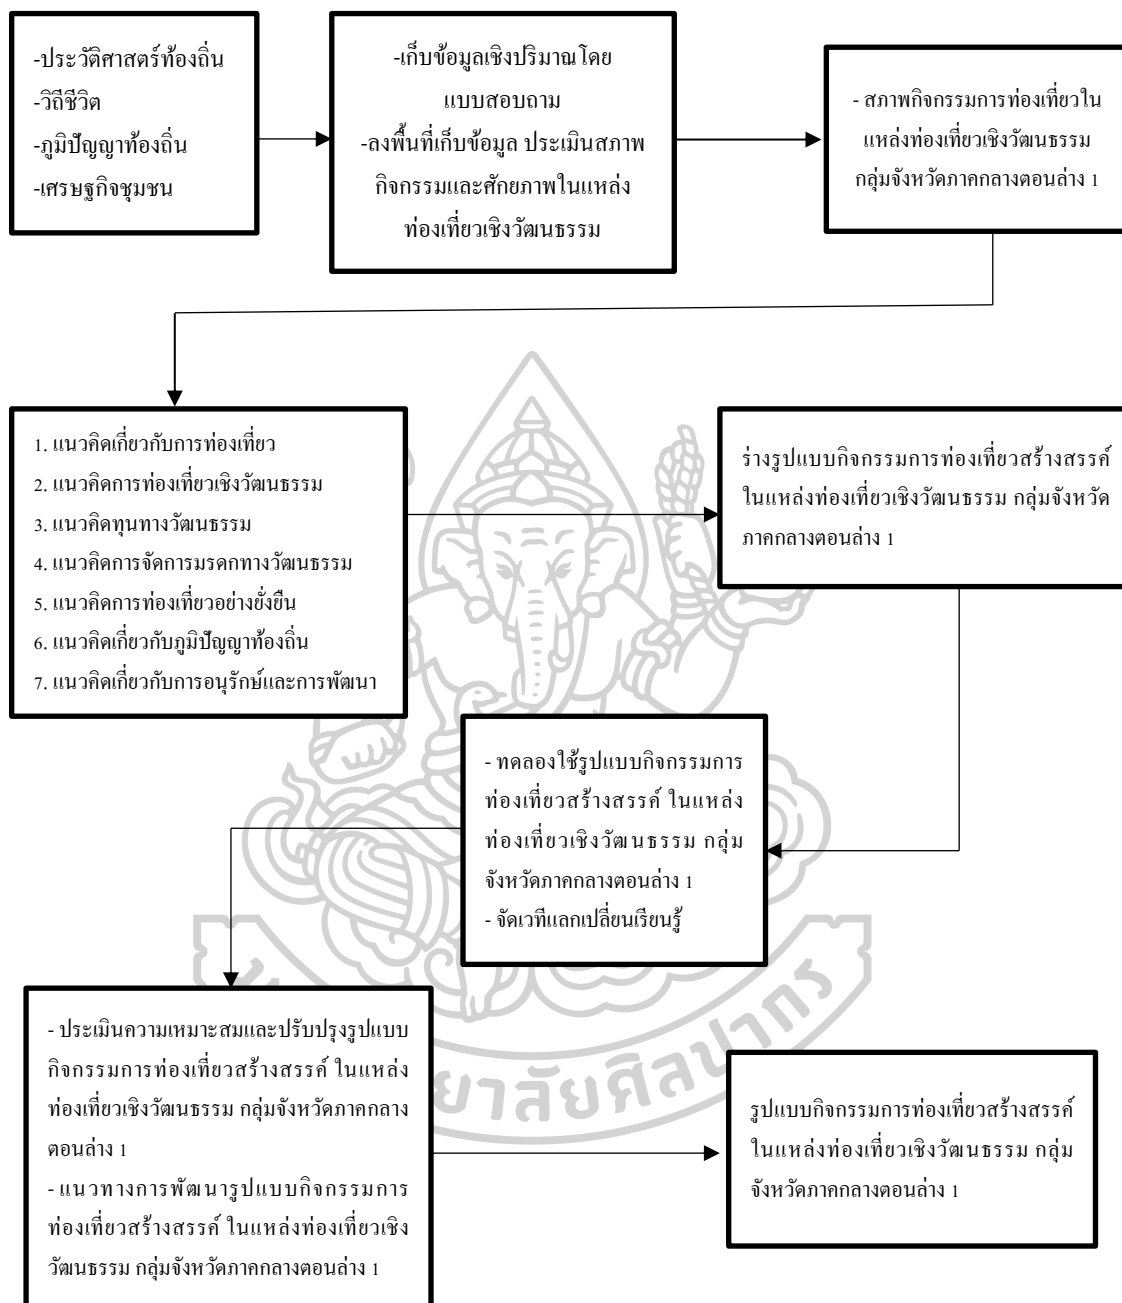 -ประวัติศาสตร์ท้องถิ่น
-วิถีชีวิต
-ภูมิปัญญาท้องถิ่น
-เศรษฐกิจชุมชน
-เก็บข้อมูลเชิงปริมาณโดย
แบบสอบถาม
-ลงพื้นที่เก็บข้อมูล ประเมินสภาพ
กิจกรรมและศักยภาพในแหล่ง
ท่องเที่ยวเชิงวัฒนธรรม
- สภาพกิจกรรมการท่องเที่ยวใน
แหล่งท่องเที่ยวเชิงวัฒนธรรม
กลุ่มจังหวัดภาคกลางตอนล่าง 1
1. แนวคิดเกี่ยวกับการท่องเที่ยว
2. แนวคิดการท่องเที่ยวเชิงวัฒนธรรม
3. แนวคิดทุนทางวัฒนธรรม
4. แนวคิดการจัดการมรดกทางวัฒนธรรม
5. แนวคิดการท่องเที่ยวอย่างยั่งยืน
6. แนวคิดเกี่ยวกับภูมิปัญญาท้องถิ่น
7. แนวคิดเกี่ยวกับการอนุรักษ์และการพัฒนา
ร่างรูปแบบกิจกรรมการท่องเที่ยวสร้างสรรค์
ในแหล่งท่องเที่ยวเชิงวัฒนธรรม กลุ่มจังหวัด
ภาคกลางตอนล่าง 1
- ทดลองใช้รูปแบบกิจกรรมการ
ท่องเที่ยวสร้างสรรค์ ในแหล่ง
ท่องเที่ยวเชิงวัฒนธรรม กลุ่ม
จังหวัดภาคกลางตอนล่าง 1
- จัดเวทีแลกเปลี่ยนเรียนรู้
- ประเมินความเหมาะสมและปรับปรุงรูปแบบ
กิจกรรมการท่องเที่ยวสร้างสรรค์ ในแหล่ง
ท่องเที่ยวเชิงวัฒนธรรม กลุ่มจังหวัดภาคกลาง
ตอนล่าง 1
- แนวทางการพัฒนารูปแบบกิจกรรมการ
ท่องเที่ยวสร้างสรรค์ ในแหล่งท่องเที่ยวเชิง
วัฒนธรรม กลุ่มจังหวัดภาคกลางตอนล่าง 1
รูปแบบกิจกรรมการท่องเที่ยวสร้างสรรค์
ในแหล่งท่องเที่ยวเชิงวัฒนธรรม กลุ่ม
จังหวัดภาคกลางตอนล่าง 1
ยาลัยศิลปากร